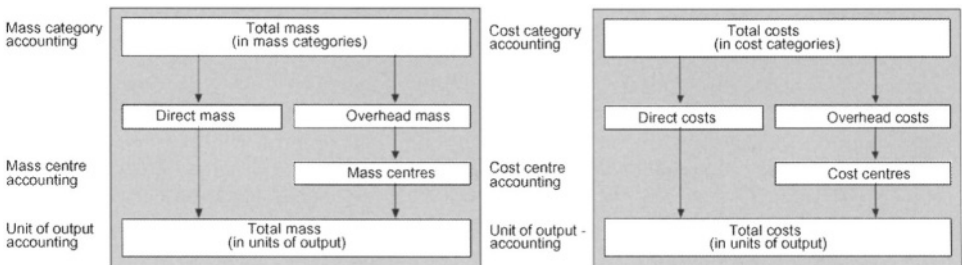 Mass category
accounting
Total mass
(in mass categories)
Direct mass
Overhead mass
Mass centre
accounting
Mass centres
Unit of output
accounting
Total mass
(in units of output)
Cost category
accounting
Total costs
(in cost categories)
Direct costs
Overhead costs
Cost centre
accounting
Cost centres
Unit of output -
accounting
Total costs
(in units of output)